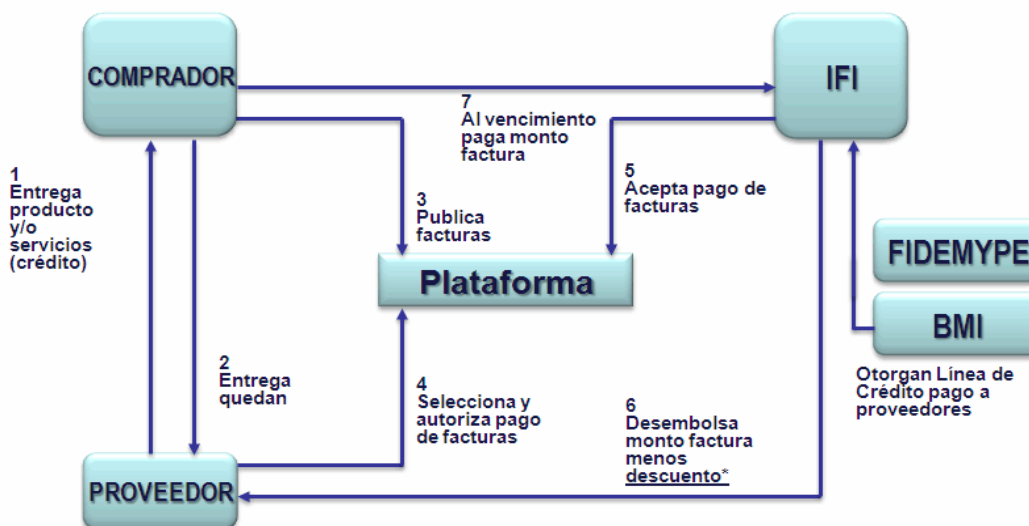 COMPRADOR
IFI
7
Al vencimiento
paga monto
factura
1
Entrega
producto
y/o
servicios
(crédito)
3
Publica
facturas
5
Acepta pago de
facturas
Plataforma
FIDEMYPE
BMI
Otorgan Línea de
Crédito pago a
proveedores
2
Entrega
quedan
4
Selecciona y
autoriza pago
de facturas
6
Desembolsa
monto factura
menos
descuento*
PROVEEDOR